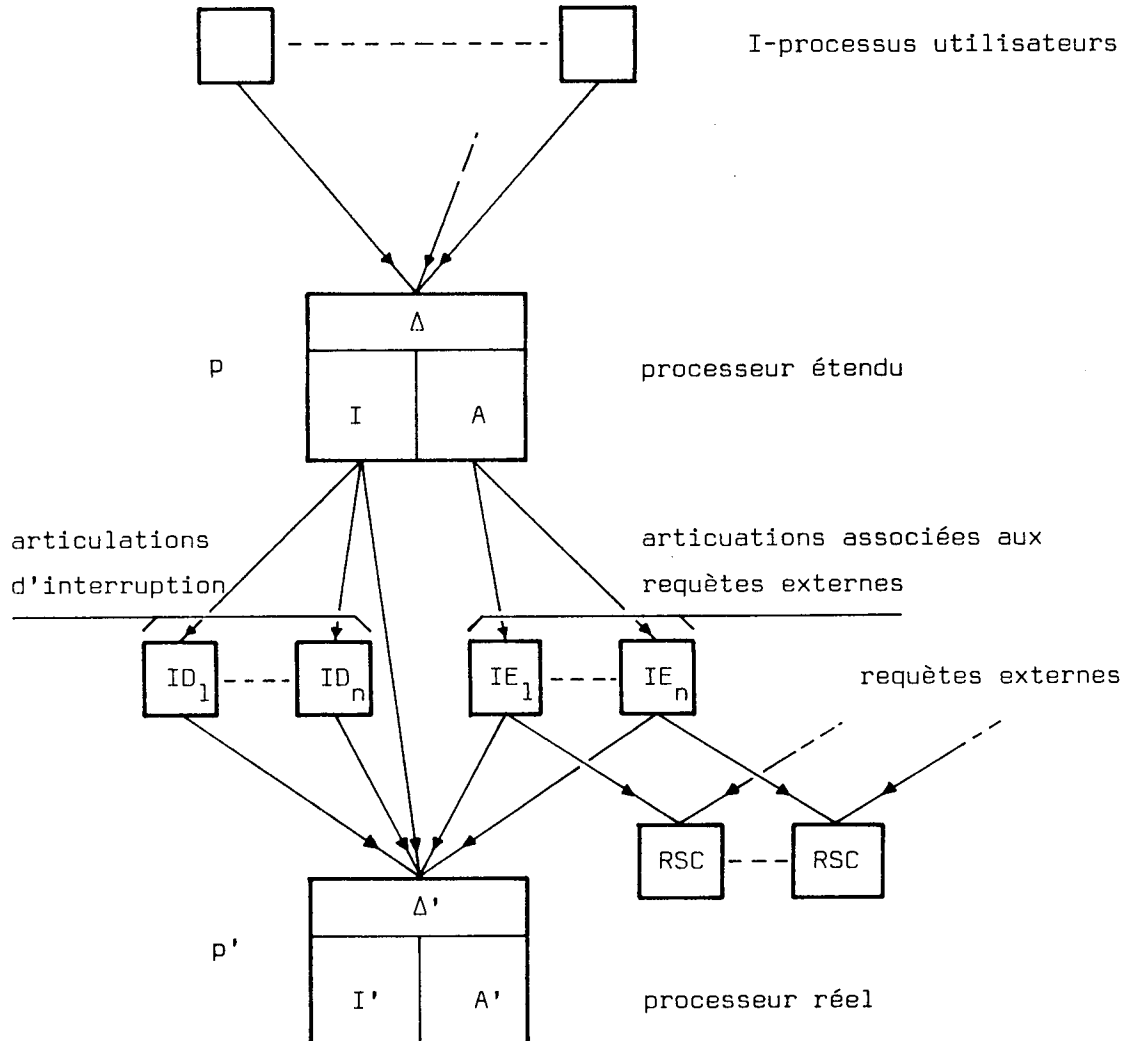 I-processus utilisateurs
Δ
p
processeur étendu
I
A
articulations
d'interruption
articuations associées aux
requètes externes
ID1
IDn
IE1
IEn
requètes externes
RSC
RSC
Δ'
p'
I'
A'
processeur réel